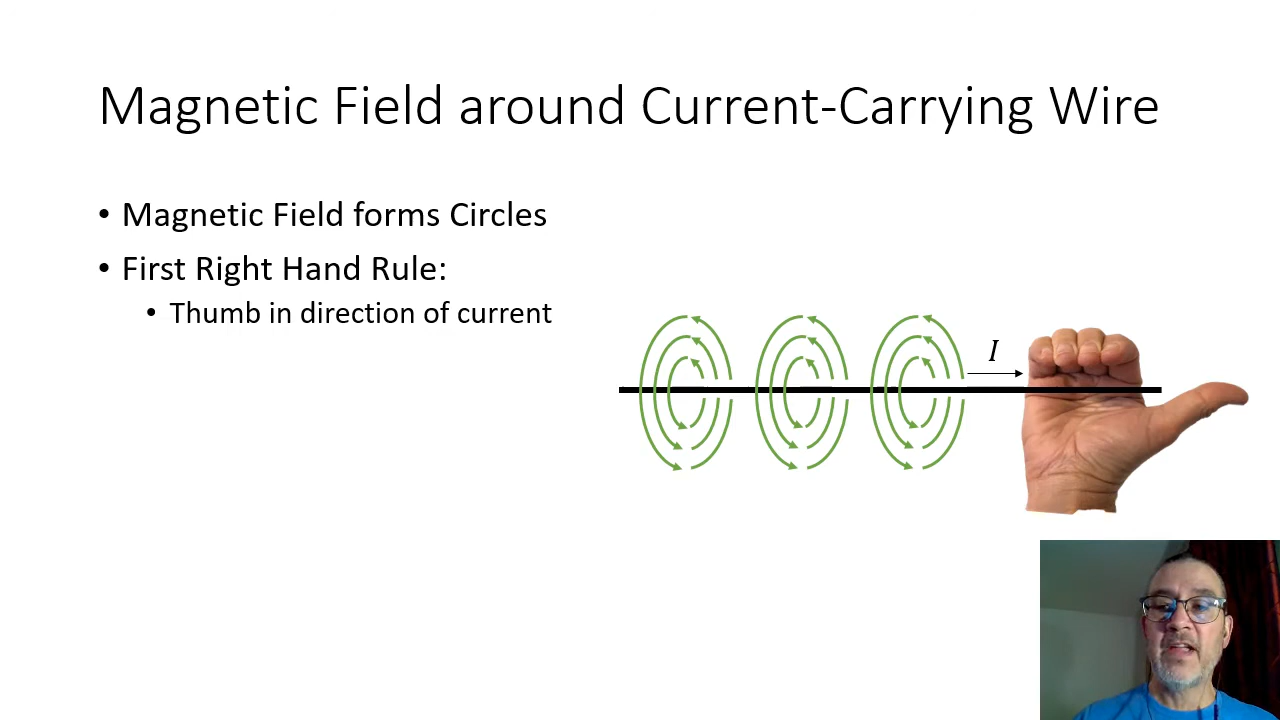 Magnetic Field around Current-Carrying Wire
• Magnetic Field forms Circles
• First Right Hand Rule:
• Thumb in direction of current
I